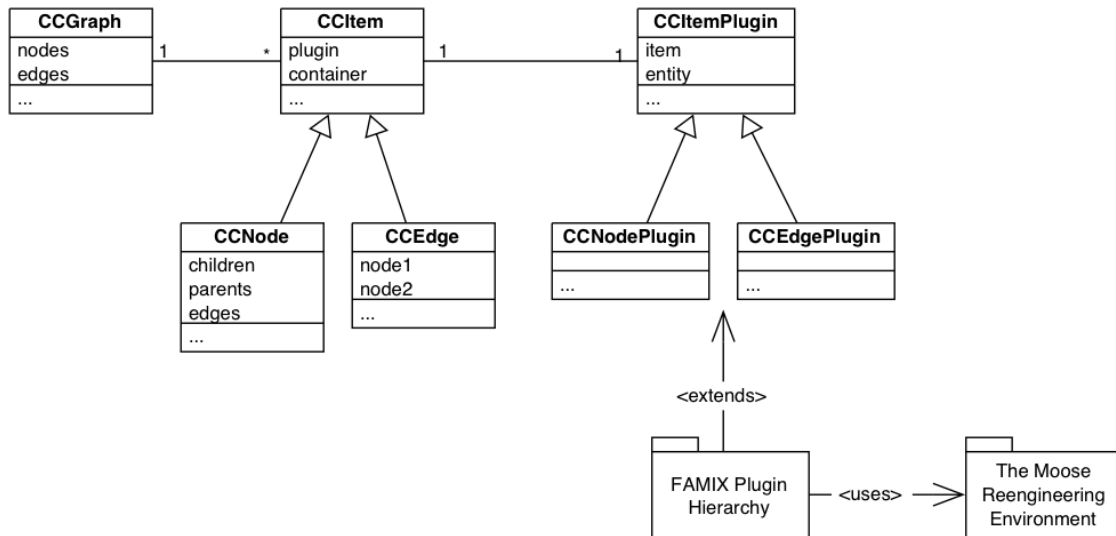 CCGraph
nodes
edges
...
1
*
CCItem
plugin
container
...
1
1
CCItemPlugin
item
entity
...
CCNode
children
parents
edges
...
CCEdge
node1
node2
...
CCNodePlugin
...
CCEdgePlugin
...
<extends>
FAMIX Plugin
Hierarchy
<uses>
The Moose
Reengineering
Environment